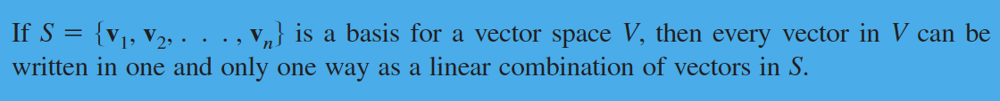 If S = {v₁, v₂, . . . , vₙ} is a basis for a vector space V, then every vector in V can be
written in one and only one way as a linear combination of vectors in S.